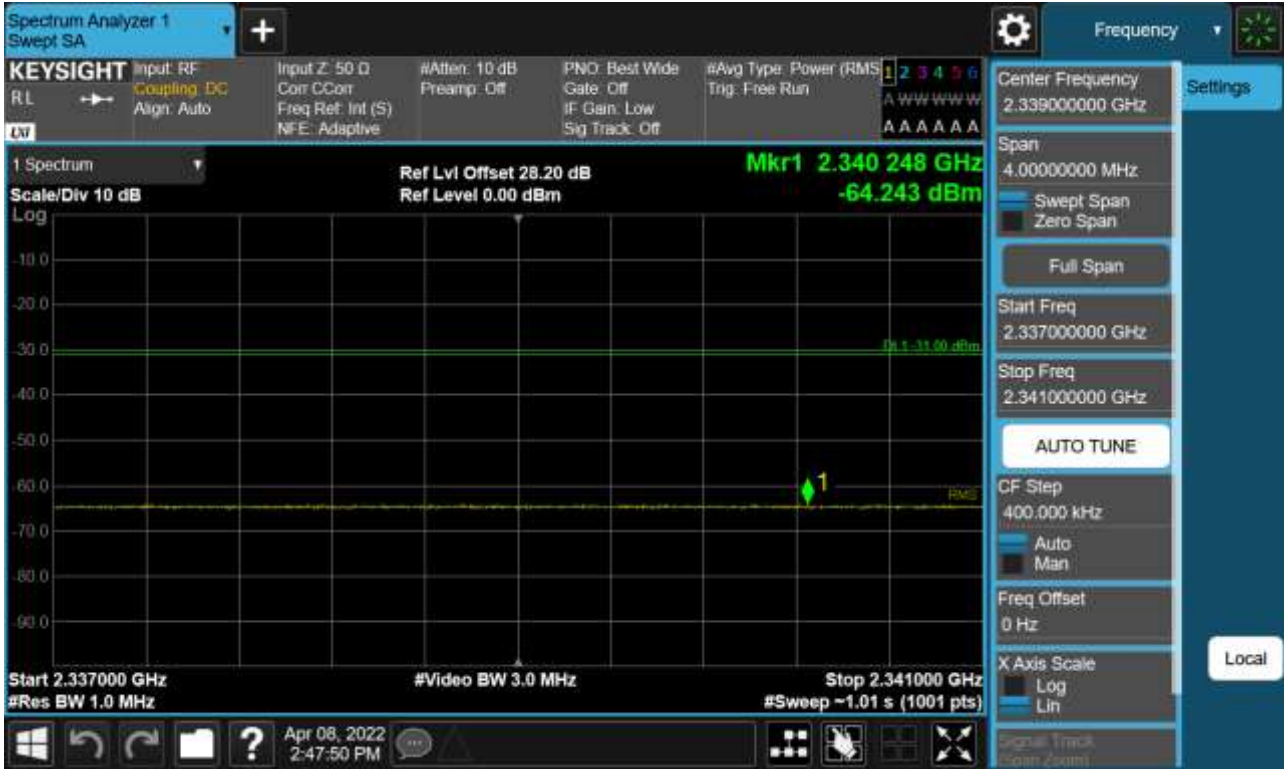 Spectrum Analyzer 1
Swept SA
+
Frequency
KEYSIGHT
RL
LXI
Input: RF
Coupling: DC
Align: Auto
Input Z: 50 Ω
Corr CCorr
Freq Ref: Int (S)
NFE: Adaptive
#Atten: 10 dB
Preamp: Off
PNO: Best Wide
Gate: Off
IF Gain: Low
Sig Track: Off
#Avg Type: Power (RMS
Trig: Free Run
1 2 3 4 5 6
A W W W W W
A A A A A A
1 Spectrum
Scale/Div 10 dB
Log
Ref Lvl Offset 28.20 dB
Ref Level 0.00 dBm
Mkr1 2.340 248 GHz
-64.243 dBm
-10.0
-20.0
-30.0
DL1 -31.00 dBm
-40.0
-50.0
-60.0
1
RMS
-70.0
-80.0
-90.0
Start 2.337000 GHz
#Res BW 1.0 MHz
#Video BW 3.0 MHz
Stop 2.341000 GHz
#Sweep ~1.01 s (1001 pts)
Center Frequency
2.339000000 GHz
Span
4.00000000 MHz
Swept Span
Zero Span
Full Span
Start Freq
2.337000000 GHz
Stop Freq
2.341000000 GHz
AUTO TUNE
CF Step
400.000 kHz
Auto
Man
Freq Offset
0 Hz
X Axis Scale
Log
Lin
Signal Track
(Span Zoom)
Settings
Local
?
Apr 08, 2022
2:47:50 PM